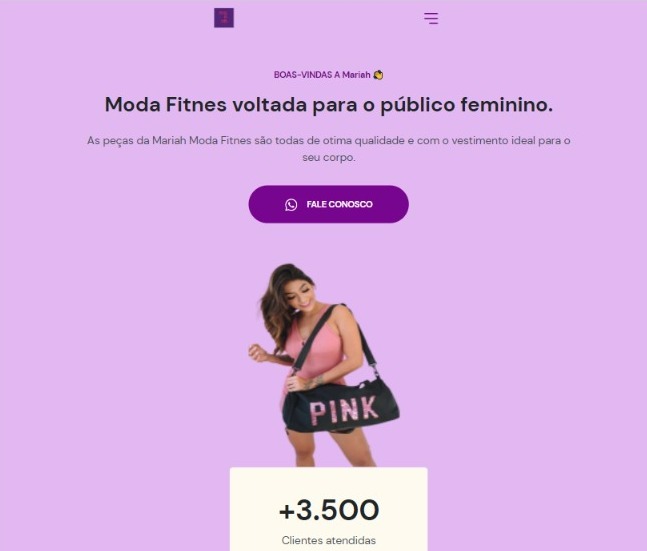 BOAS-VINDAS A Mariah 👋
Moda Fitnes voltada para o público feminino.
As peças da Mariah Moda Fitnes são todas de otima qualidade e com o vestimento ideal para o
seu corpo.
FALE CONOSCO
PINK
+3.500
Clientes atendidas